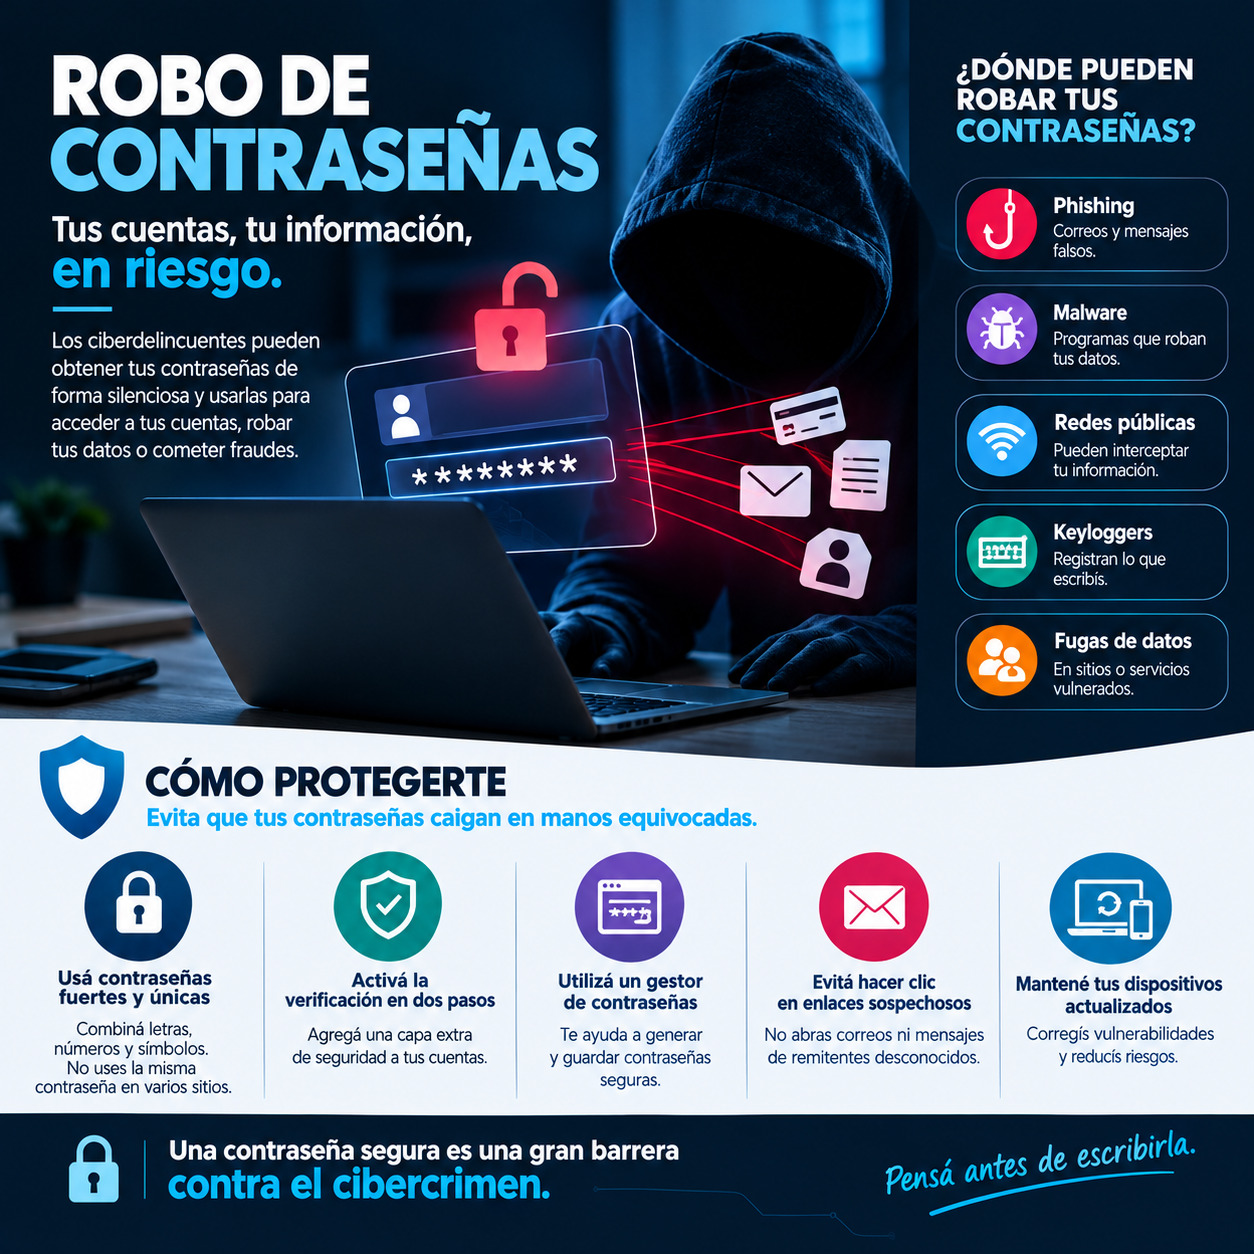 ROBO DE
CONTRASEÑAS
Tus cuentas, tu información,
en riesgo.
Los ciberdelincuentes pueden
obtener tus contraseñas de
forma silenciosa y usarlas para
acceder a tus cuentas, robar
tus datos o cometer fraudes.
********
¿DÓNDE PUEDEN
ROBAR TUS
CONTRASEÑAS?
Phishing
Correos y mensajes
falsos.
Malware
Programas que roban
tus datos.
Redes públicas
Pueden interceptar
tu información.
Keyloggers
Registran lo que
escribís.
Fugas de datos
En sitios o servicios
vulnerados.
CÓMO PROTEGERTE
Evita que tus contraseñas caigan en manos equivocadas.
Usá contraseñas
fuertes y únicas
Combiná letras,
números y símbolos.
No uses la misma
contraseña en varios sitios.
Activá la
verificación en dos pasos
Agregá una capa extra
de seguridad a tus cuentas.
Utilizá un gestor
de contraseñas
Te ayuda a generar
y guardar contraseñas
seguras.
Evitá hacer clic
en enlaces sospechosos
No abras correos ni mensajes
de remitentes desconocidos.
Mantené tus dispositivos
actualizados
Corregís vulnerabilidades
y reducís riesgos.
Una contraseña segura es una gran barrera
contra el cibercrimen.
Pensá antes de escribirla.